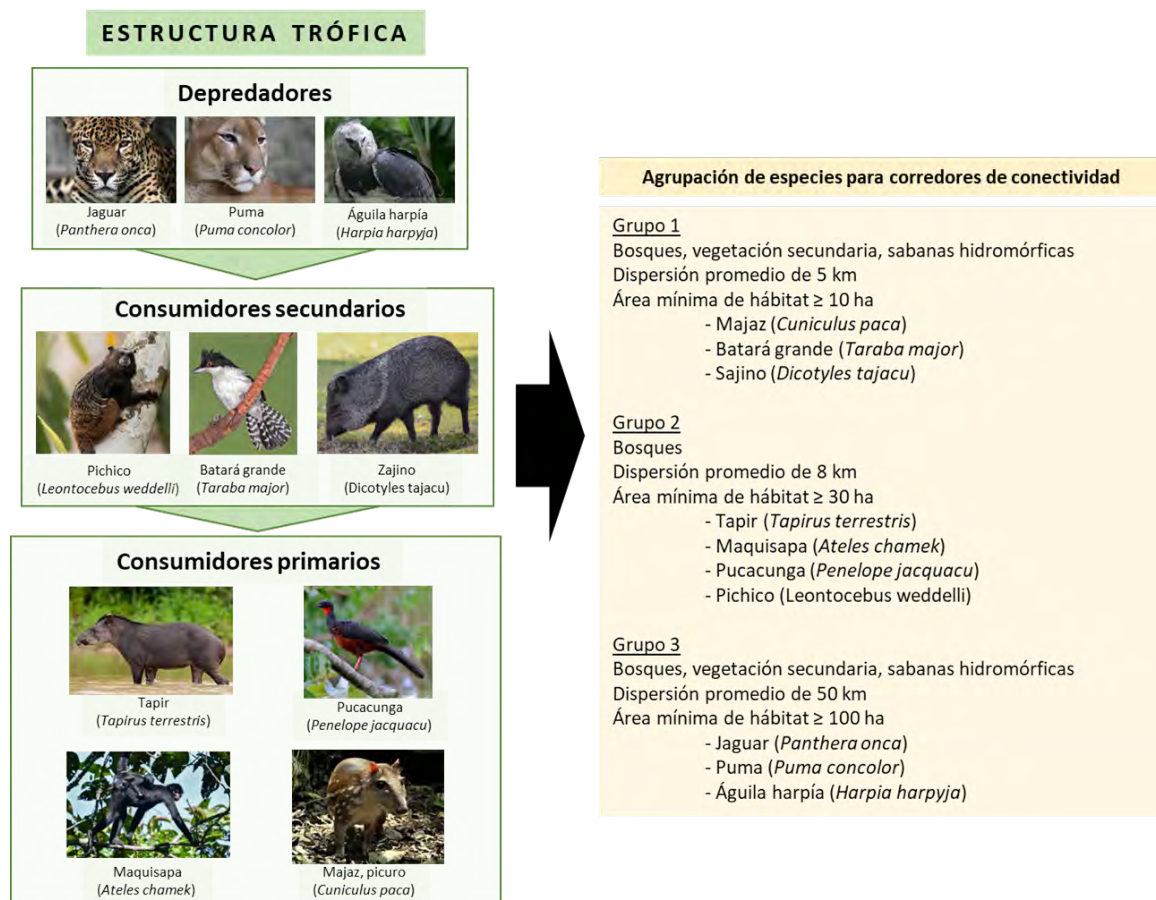 ESTRUCTURA TRÓFICA
Depredadores
Jaguar
(Panthera onca)
Puma
(Puma concolor)
Águila harpía
(Harpia harpyja)
Consumidores secundarios
Pichico
(Leontocebus weddelli)
Batará grande
(Taraba major)
Zajino
(Dicotyles tajacu)
Consumidores primarios
Tapir
(Tapirus terrestris)
Pucacunga
(Penelope jacquacu)
Maquisapa
(Ateles chamek)
Majaz, picuro
(Cuniculus paca)
Agrupación de especies para corredores de conectividad
Grupo 1
Bosques, vegetación secundaria, sabanas hidromórficas
Dispersión promedio de 5 km
Área mínima de hábitat ≥ 10 ha
- Majaz (Cuniculus paca)
- Batará grande (Taraba major)
- Sajino (Dicotyles tajacu)
Grupo 2
Bosques
Dispersión promedio de 8 km
Área mínima de hábitat ≥ 30 ha
- Tapir (Tapirus terrestris)
- Maquisapa (Ateles chamek)
- Pucacunga (Penelope jacquacu)
- Pichico (Leontocebus weddelli)
Grupo 3
Bosques, vegetación secundaria, sabanas hidromórficas
Dispersión promedio de 50 km
Área mínima de hábitat ≥ 100 ha
- Jaguar (Panthera onca)
- Puma (Puma concolor)
- Águila harpía (Harpia harpyja)